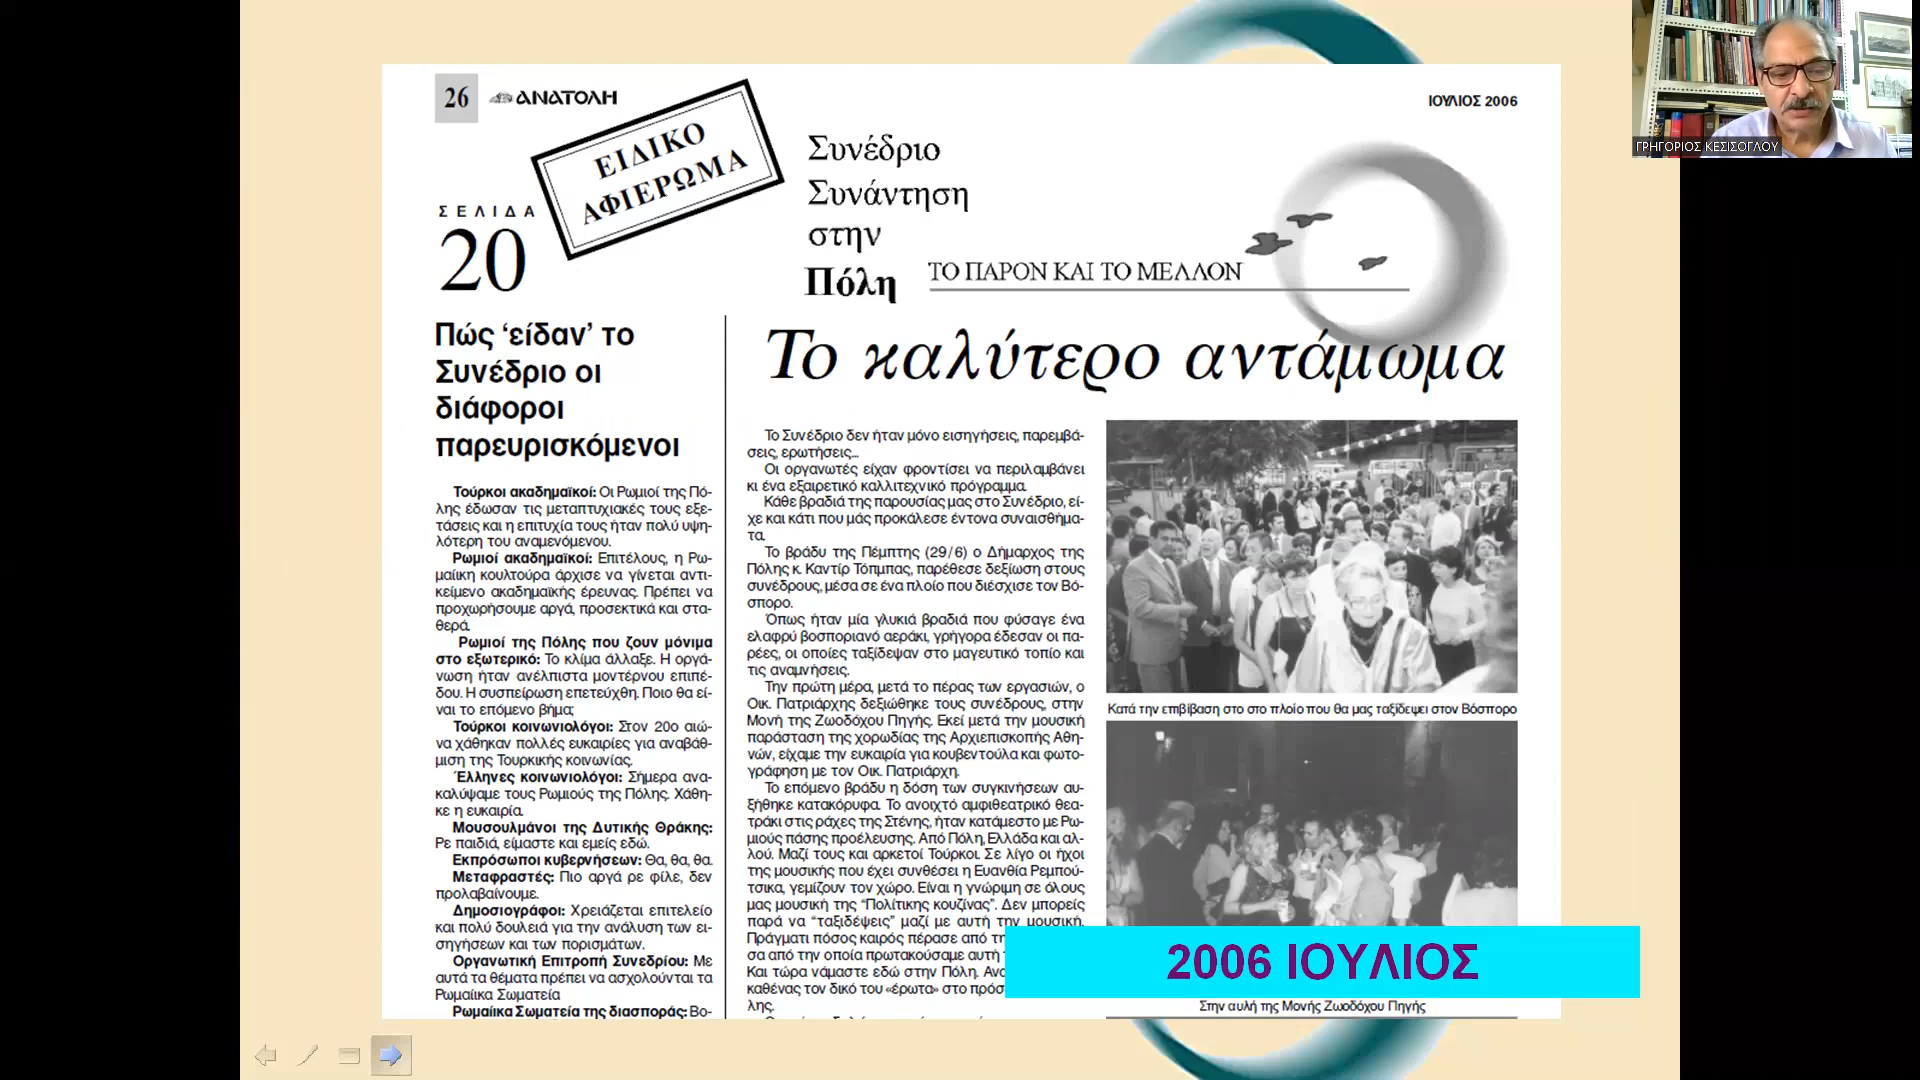 26 ΑΝΑΤΟΛΗ
ΙΟΥΛΙΟΣ 2006
ΕΙΔΙΚΟ
ΑΦΙΕΡΩΜΑ
ΣΕΛΙΔΑ
20
Συνέδριο
Συνάντηση
στην
Πόλη
ΤΟ ΠΑΡΟΝ ΚΑΙ ΤΟ ΜΕΛΛΟΝ
ΓΡΗΓΟΡΙΟΣ ΚΕΣΙΣΟΓΛΟΥ
Πώς ‘είδαν’ το
Συνέδριο οι
διάφοροι
παρευρισκόμενοι
Τούρκοι ακαδημαϊκοί: Οι Ρωμιοί της Πό-
λης έδωσαν τις μεταπτυχιακές τους εξε-
τάσεις και η επιτυχία τους ήταν πολύ υψη-
λότερη του αναμενόμενου.
Ρωμιοί ακαδημαϊκοί: Επιτέλους, η Ρω-
μαίικη κουλτούρα άρχισε να γίνεται αντι-
κείμενο ακαδημαϊκής έρευνας. Πρέπει να
προχωρήσουμε αργά, προσεκτικά και στα-
θερά.
Ρωμιοί της Πόλης που ζουν μόνιμα
στο εξωτερικό: Το κλίμα άλλαξε. Η οργά-
νωση ήταν ανέλπιστα μοντέρνου επιπέ-
δου. Η συσπείρωση επετεύχθη. Ποιο θα εί-
ναι το επόμενο βήμα;
Τούρκοι κοινωνιολόγοι: Στον 20ο αιώ-
να χάθηκαν πολλές ευκαιρίες για αναβάθ-
μιση της Τουρκικής κοινωνίας.
Έλληνες κοινωνιολόγοι: Σήμερα ανα-
καλύψαμε τους Ρωμιούς της Πόλης. Χάθη-
κε η ευκαιρία.
Μουσουλμάνοι της Δυτικής Θράκης:
Ρε παιδιά, είμαστε και εμείς εδώ.
Εκπρόσωποι κυβερνήσεων: Θα, θα, θα.
Μεταφραστές: Πιο αργά ρε φίλε, δεν
προλαβαίνουμε.
Δημοσιογράφοι: Χρειάζεται επιτελείο
και πολύ δουλειά για την ανάλυση των ει-
σηγήσεων και των πορισμάτων.
Οργανωτική Επιτροπή Συνεδρίου: Με
αυτά τα θέματα πρέπει να ασχολούνται τα
Ρωμαίικα Σωματεία
Ρωμαίικα Σωματεία της διασποράς: Βο-
Το καλύτερο αντάμωμα
Το Συνέδριο δεν ήταν μόνο εισηγήσεις, παρεμβά-
σεις, ερωτήσεις...
Οι οργανωτές είχαν φροντίσει να περιλαμβάνει
κι ένα εξαιρετικό καλλιτεχνικό πρόγραμμα.
Κάθε βραδιά της παρουσίας μας στο Συνέδριο, εί-
χε και κάτι που μάς προκάλεσε έντονα συναισθήμα-
τα.
Το βράδυ της Πέμπτης (29/6) ο Δήμαρχος της
Πόλης κ. Καντίρ Τόπμπας, παρέθεσε δεξίωση στους
συνέδρους, μέσα σε ένα πλοίο που διέσχισε τον Βό-
σπορο.
Όπως ήταν μία γλυκιά βραδιά που φύσαγε ένα
ελαφρύ βοσποριανό αεράκι, γρήγορα έδεσαν οι πα-
ρέες, οι οποίες ταξίδεψαν στο μαγευτικό τοπίο και
τις αναμνήσεις.
Την πρώτη μέρα, μετά το πέρας των εργασιών, ο
Οικ. Πατριάρχης δεξιώθηκε τους συνέδρους, στην
Μονή της Ζωοδόχου Πηγής. Εκεί μετά την μουσική
παράσταση της χορωδίας της Αρχιεπισκοπής Αθη-
νών, είχαμε την ευκαιρία για κουβεντούλα και φωτο-
γράφηση με τον Οικ. Πατριάρχη.
Το επόμενο βράδυ η δόση των συγκινήσεων αυ-
ξήθηκε κατακόρυφα. Το ανοιχτό αμφιθεατρικό θεα-
τράκι στις ράχες της Στένης, ήταν κατάμεστο με Ρω-
μιούς πάσης προέλευσης. Από Πόλη, Ελλάδα και αλ-
λού. Μαζί τους και αρκετοί Τούρκοι. Σε λίγο οι ήχοι
της μουσικής που έχει συνθέσει η Ευανθία Ρεμπού-
τσικα, γεμίζουν τον χώρο. Είναι η γνώριμη σε όλους
μας μουσική της “Πολίτικης κουζίνας”. Δεν μπορείς
παρά να “ταξιδέψεις” μαζί με αυτή την μουσική.
Πράγματι πόσος καιρός πέρασε από τη
σα από την οποία πρωτακούσαμε αυτή
Και τώρα νάμαστε εδώ στην Πόλη. Ανα
καθένας τον δικό του «έρωτα» στο πρόσ
λης.
Κατά την επιβίβαση στο στο πλοίο που θα μας ταξίδεψει στον Βόσπορο
2006 ΙΟΥΛΙΟΣ
Στην αυλή της Μονής Ζωοδόχου Πηγής